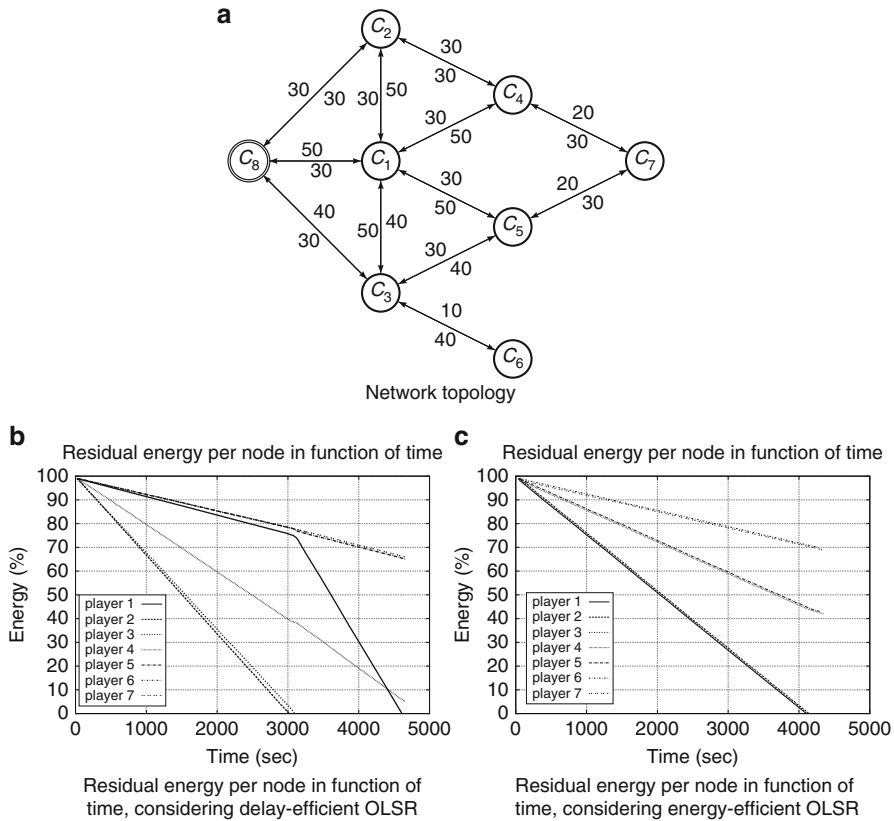 a
C2
30
30
30
30
30
50
C4
30
50
20
30
C8
50
30
C1
C7
30
50
20
30
40
30
50
40
C5
30
40
C3
10
40
C6
Network topology
b
Residual energy per node in function of time
100
90
80
70
60
50
40
30
20
10
0
Energy (%)
player 1
player 2
player 3
player 4
player 5
player 6
player 7
0 1000 2000 3000 4000 5000
Time (sec)
Residual energy per node in function of
time, considering delay-efficient OLSR
c
Residual energy per node in function of time
100
90
80
70
60
50
40
30
20
10
0
Energy (%)
player 1
player 2
player 3
player 4
player 5
player 6
player 7
0 1000 2000 3000 4000 5000
Time (sec)
Residual energy per node in function of
time, considering energy-efficient OLSR